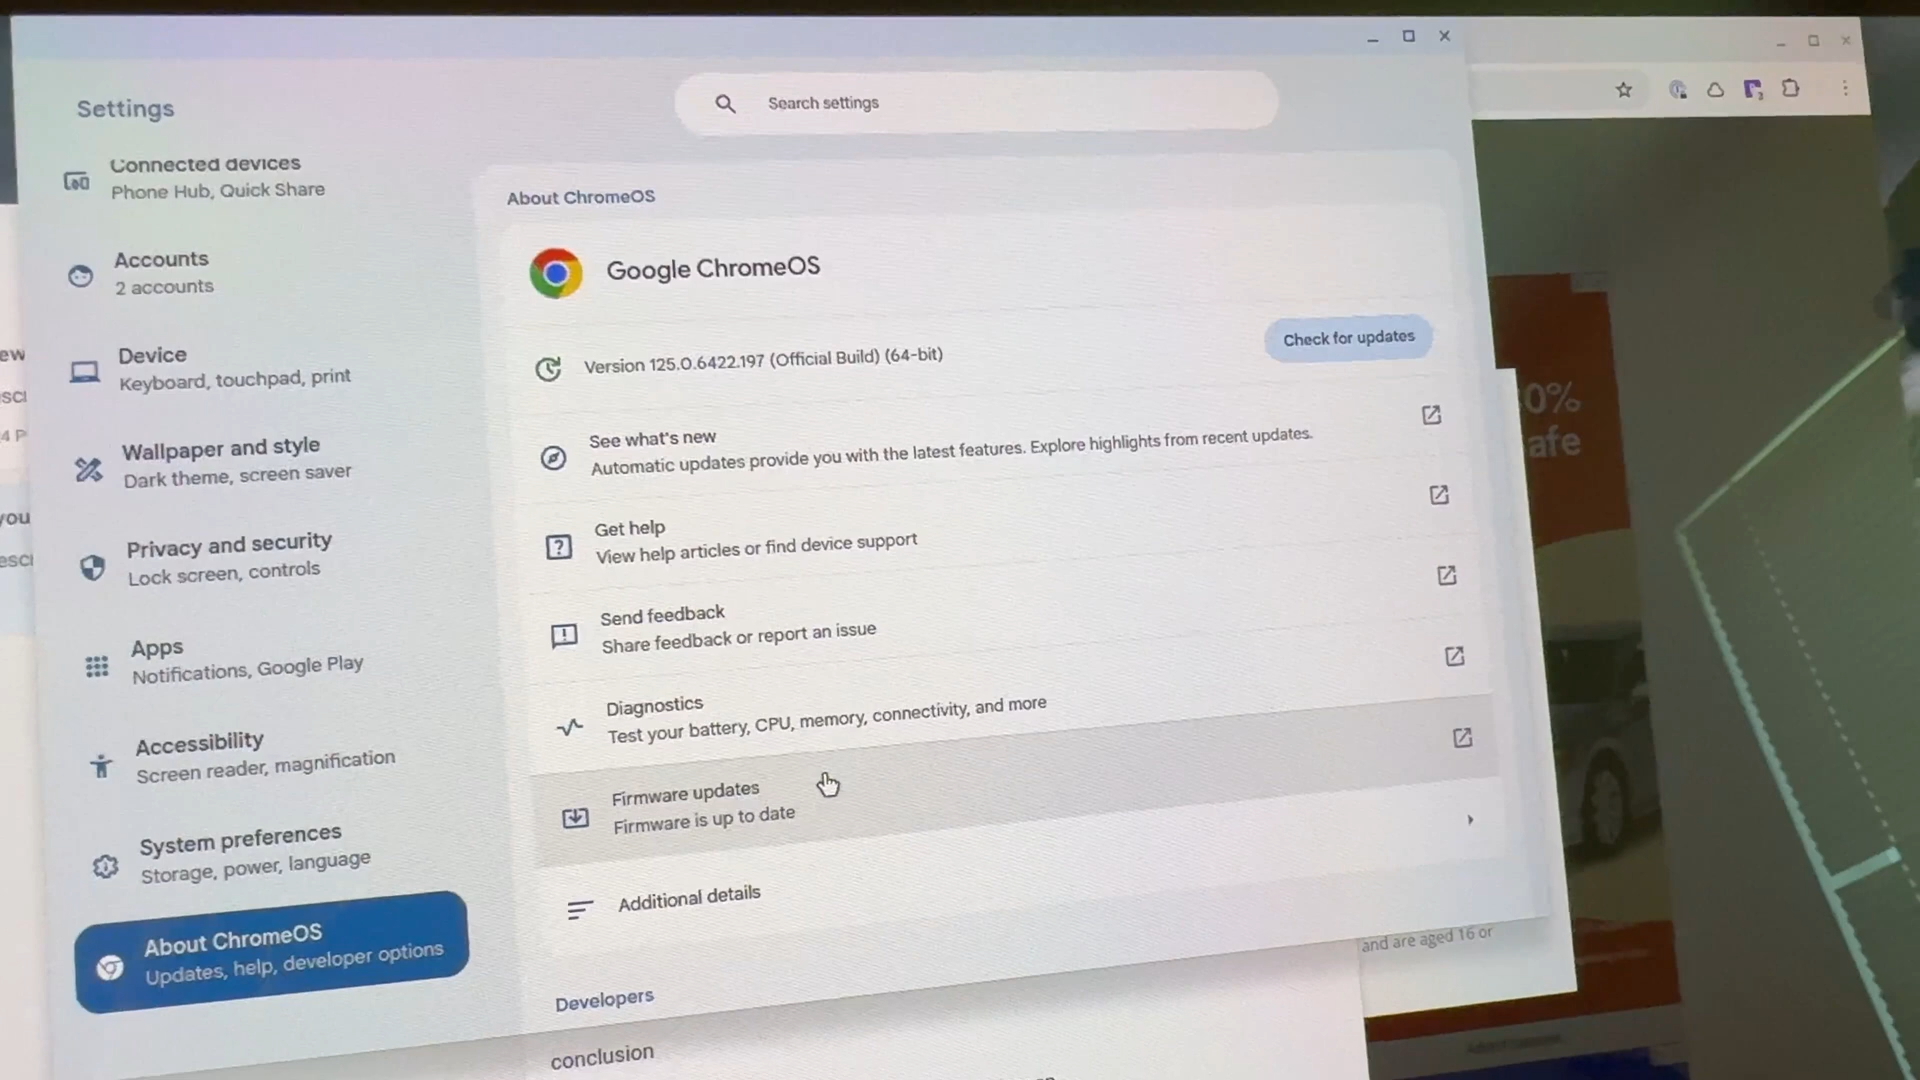 Settings
Search settings
Connected devices
Phone Hub, Quick Share
Accounts
2 accounts
Device
Keyboard, touchpad, print
Wallpaper and style
Dark theme, screen saver
Privacy and security
Lock screen, controls
Apps
Notifications, Google Play
Accessibility
Screen reader, magnification
System preferences
Storage, power, language
About ChromeOS
Updates, help, developer options
About ChromeOS
Google ChromeOS
Version 125.0.6422.197 (Official Build) (64-bit)
Check for updates
See what's new
Automatic updates provide you with the latest features. Explore highlights from recent updates.
Get help
View help articles or find device support
Send feedback
Share feedback or report an issue
Diagnostics
Test your battery, CPU, memory, connectivity, and more
Firmware updates
Firmware is up to date
Additional details
Developers
conclusion
0%
afe
and are aged 16 or
ew
4 P
you